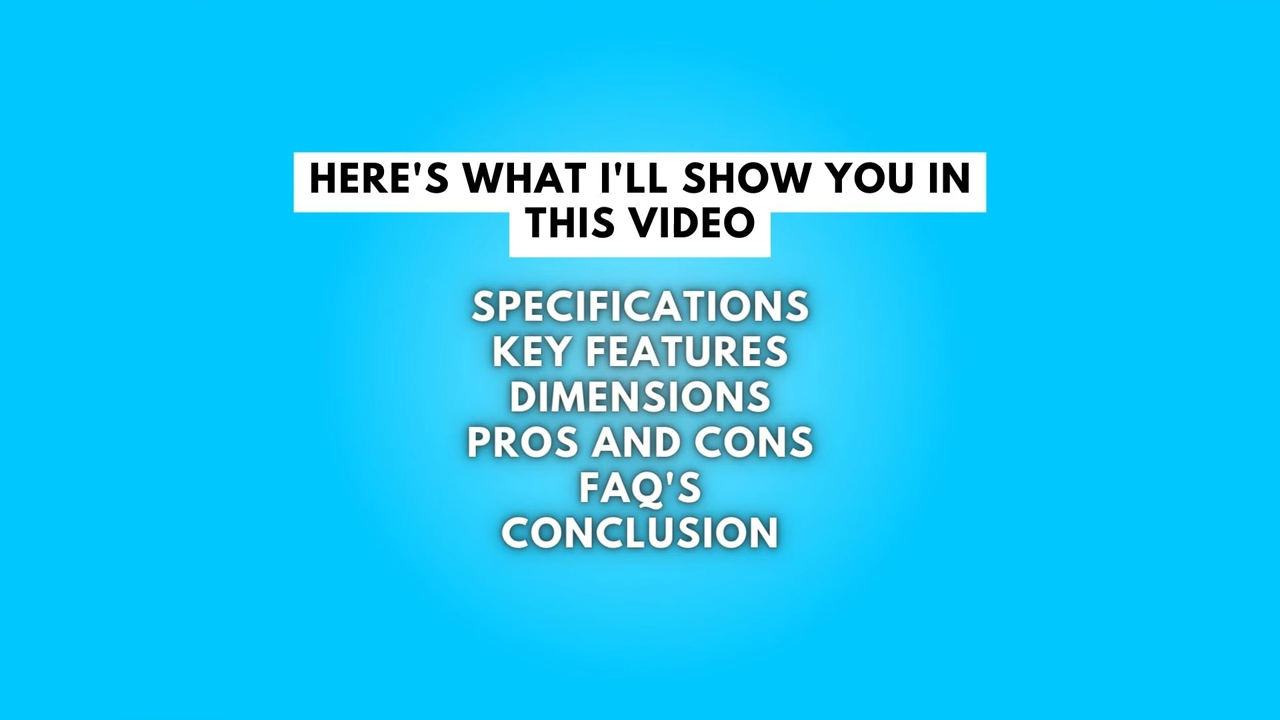 HERE'S WHAT I'LL SHOW YOU IN
THIS VIDEO
SPECIFICATIONS
KEY FEATURES
DIMENSIONS
PROS AND CONS
FAQ'S
CONCLUSION